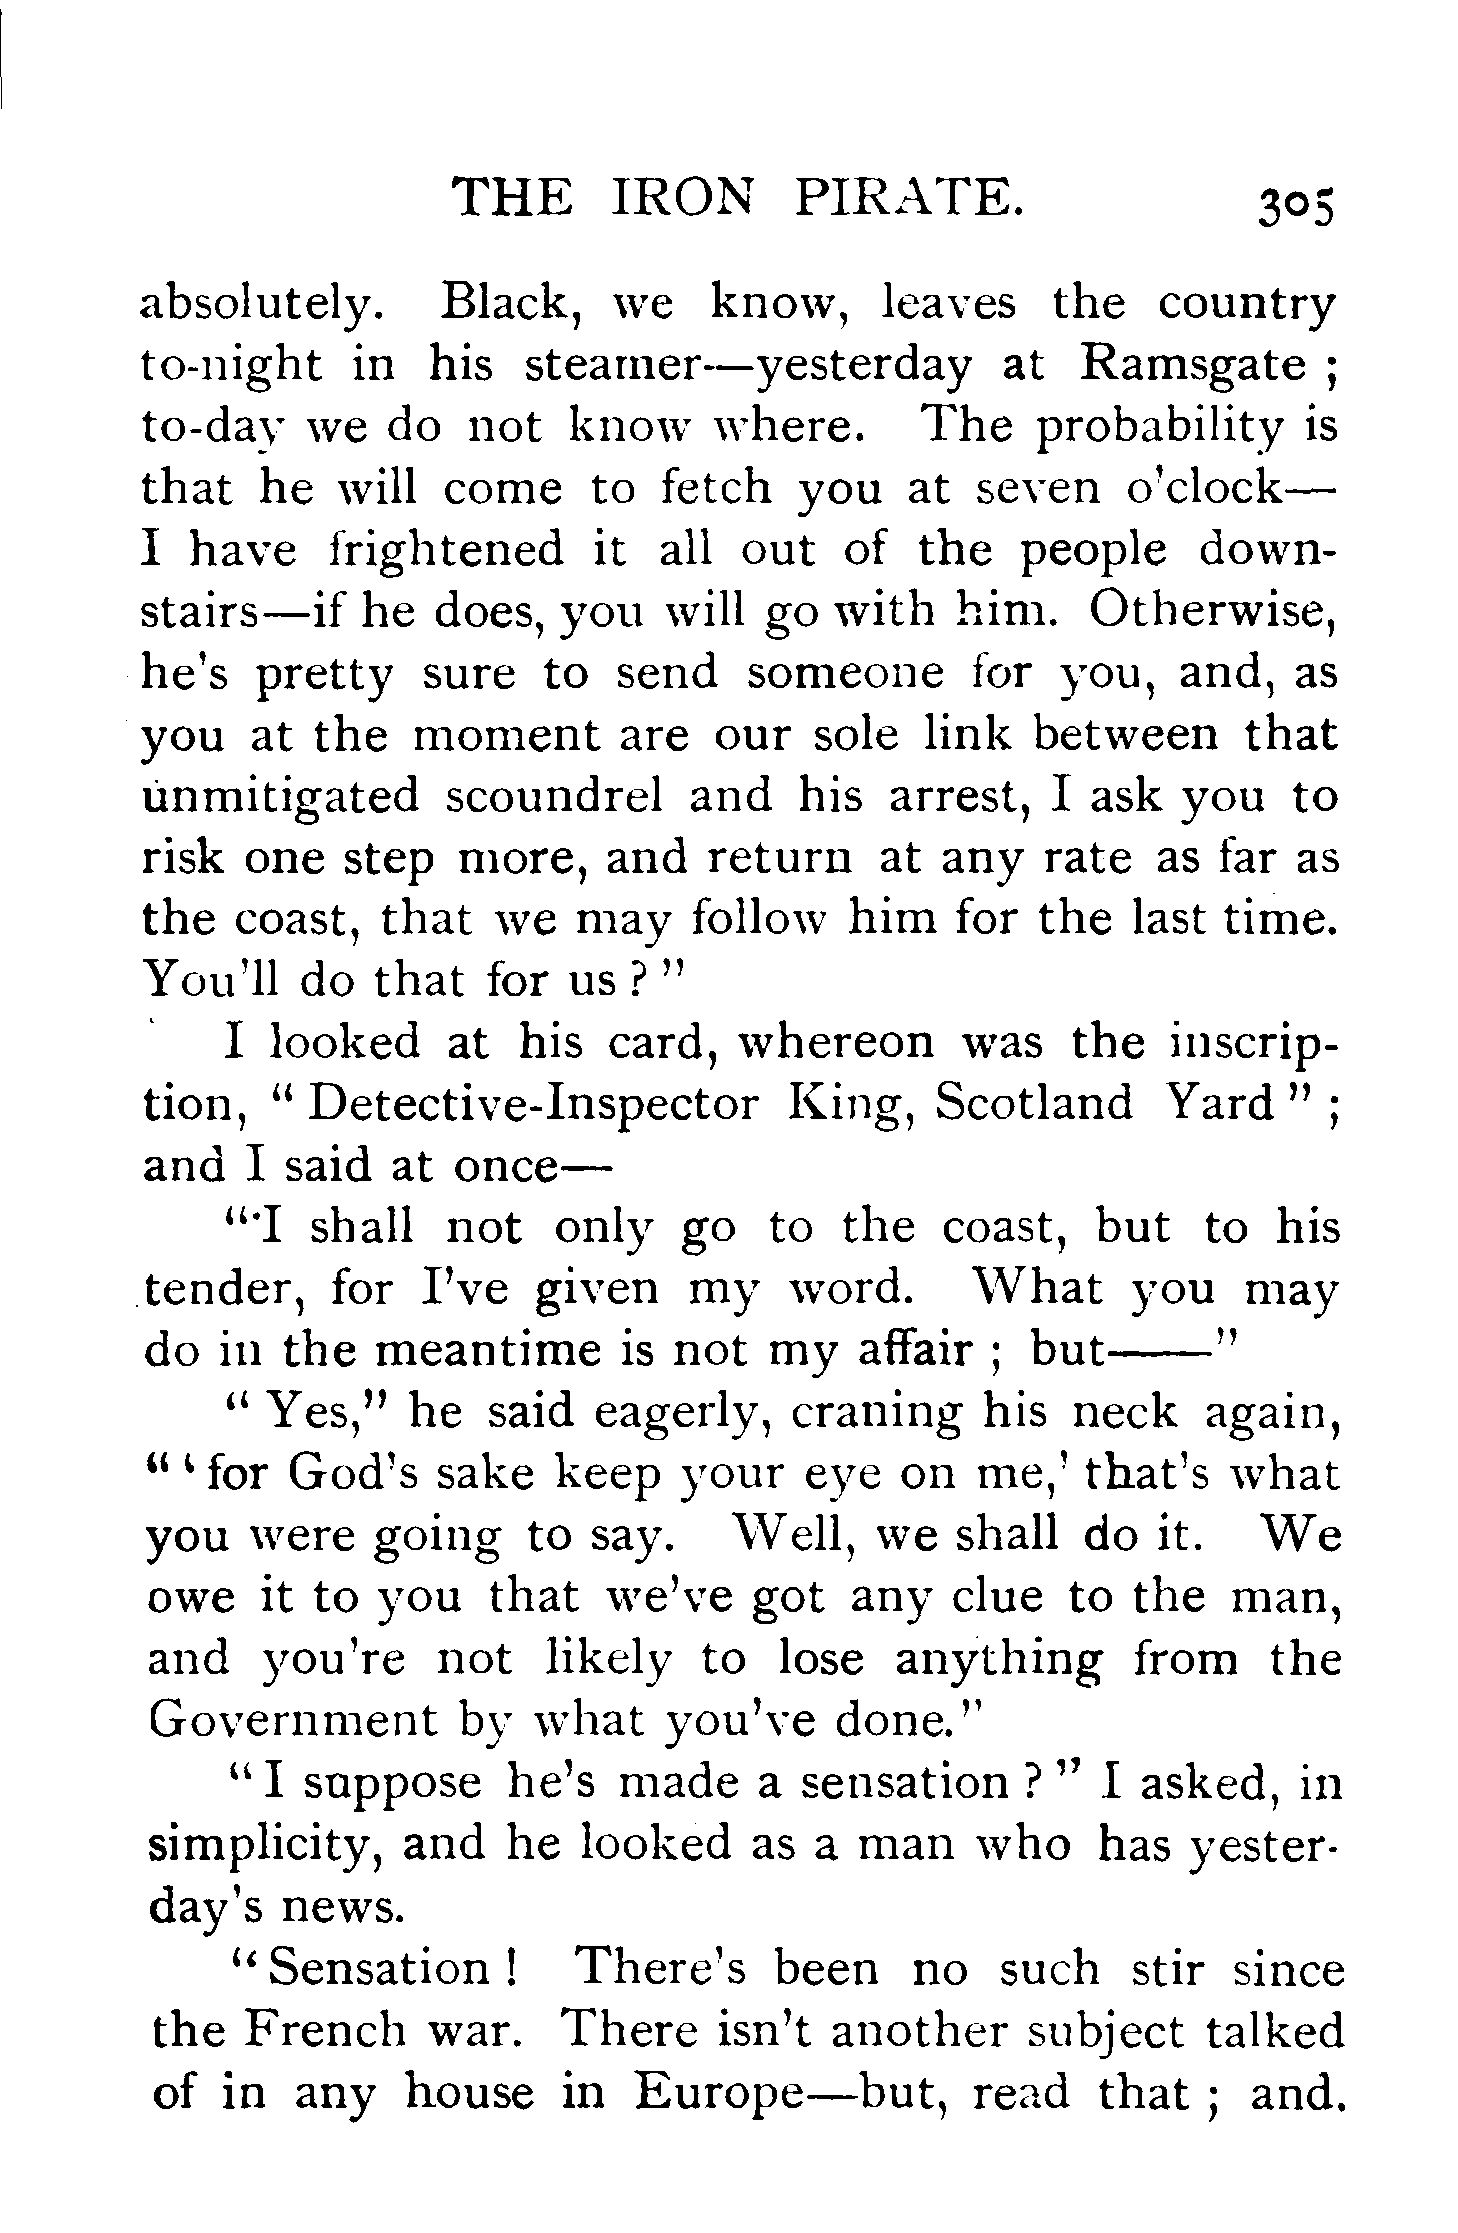 THE IRON PIRATE. 305
absolutely. Black, we know, leaves the country
to-night in his steamer—yesterday at Ramsgate ;
to-day we do not know where. The probability is
that he will come to fetch you at seven o'clock—
I have frightened it all out of the people down-
stairs—if he does, you will go with him. Otherwise,
he's pretty sure to send someone for you, and, as
you at the moment are our sole link between that
unmitigated scoundrel and his arrest, I ask you to
risk one step more, and return at any rate as far as
the coast, that we may follow him for the last time.
You'll do that for us ? ”
I looked at his card, whereon was the inscrip-
tion, “ Detective-Inspector King, Scotland Yard ” ;
and I said at once—
“ I shall not only go to the coast, but to his
tender, for I've given my word. What you may
do in the meantime is not my affair ; but——”
“ Yes,” he said eagerly, craning his neck again,
“ ‘ for God's sake keep your eye on me,’ that's what
you were going to say. Well, we shall do it. We
owe it to you that we've got any clue to the man,
and you're not likely to lose anything from the
Government by what you've done.”
“ I suppose he's made a sensation ? ” I asked, in
simplicity, and he looked as a man who has yester-
day's news.
“ Sensation ! There's been no such stir since
the French war. There isn't another subject talked
of in any house in Europe—but, read that ; and.